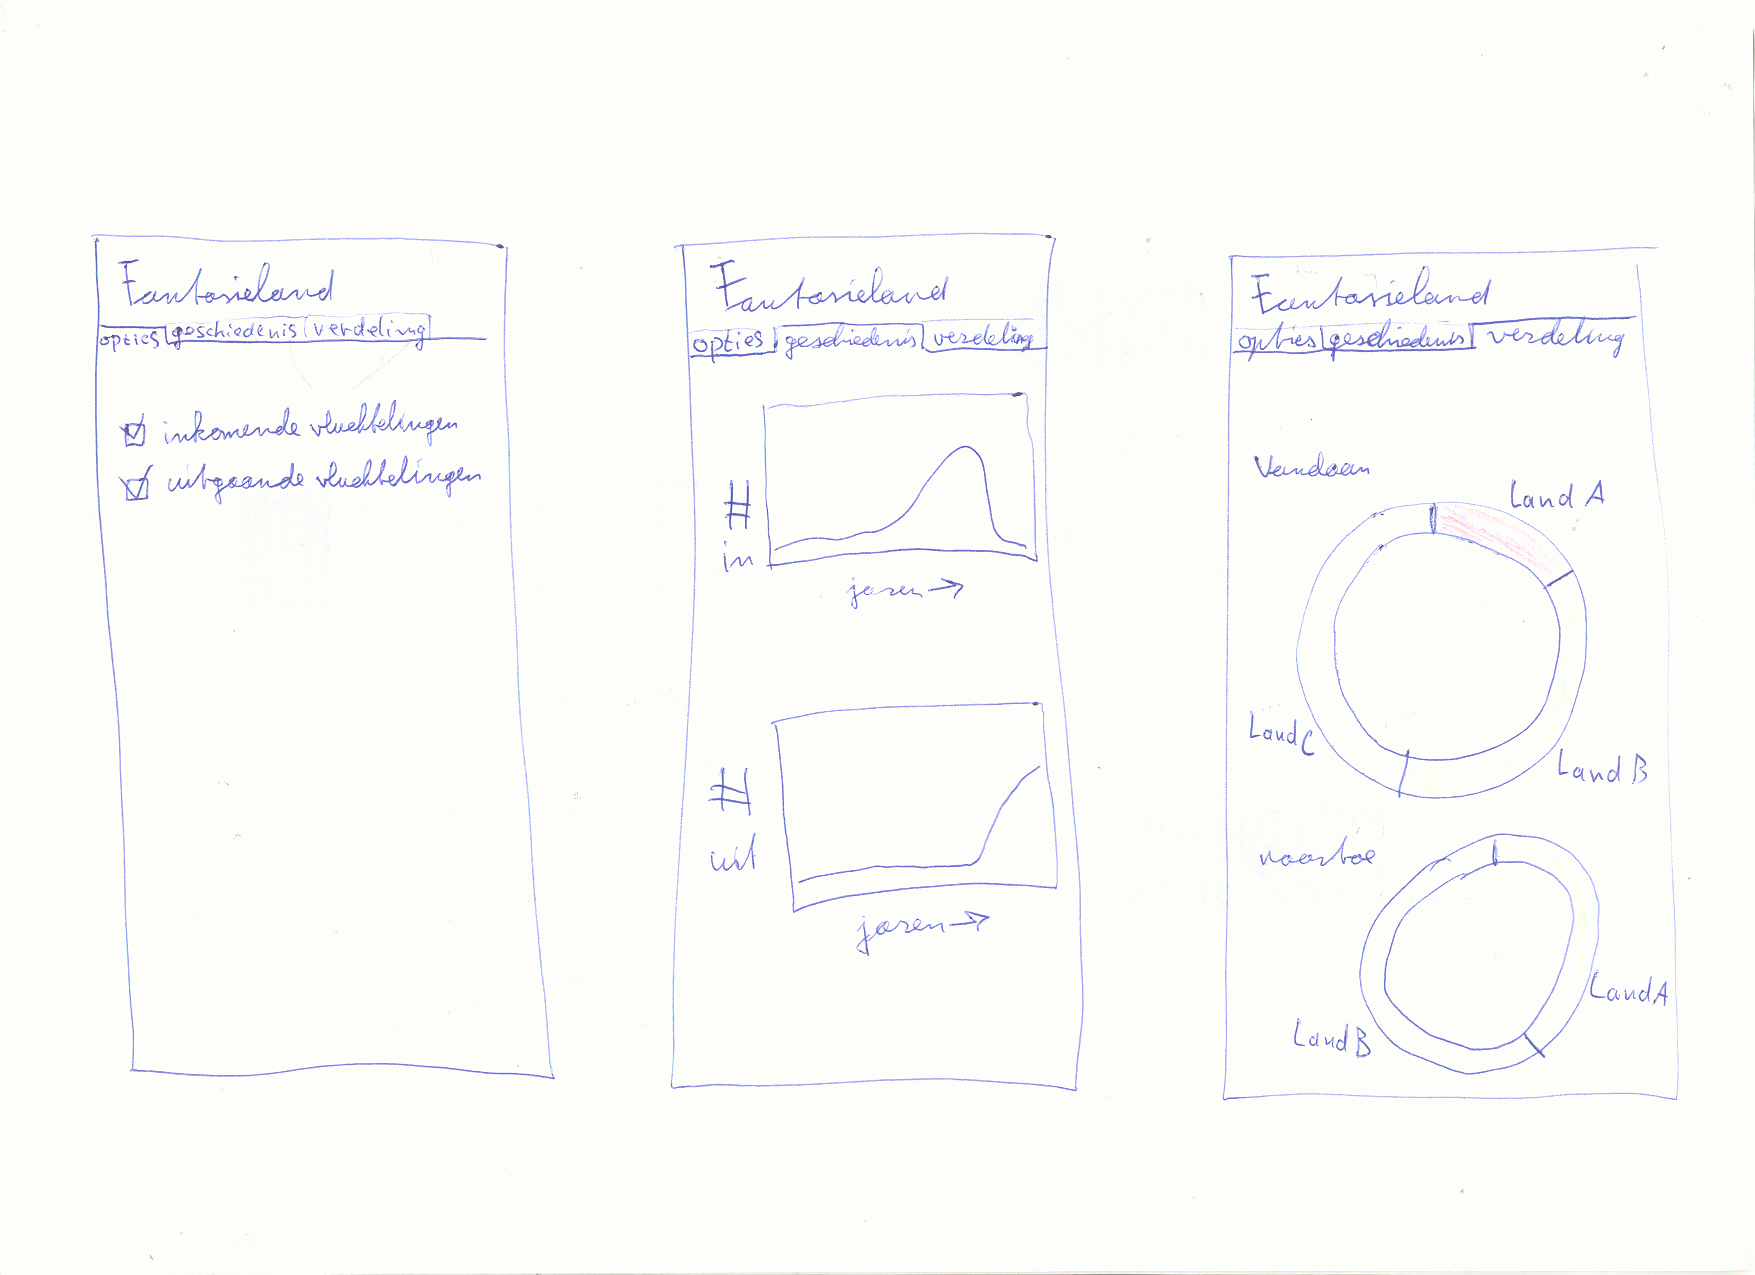 Fantasieland
opties geschiedenis verdeling
inkomende vluchtelingen
uitgaande vluchtelingen
Fantasieland
opties geschiedenis verdeling
#
in
jaren →
#
uit
jaren →
Fantasieland
opties geschiedenis verdeling
Vandaan
Land A
Land C
Land B
naartoe
Land A
Land B